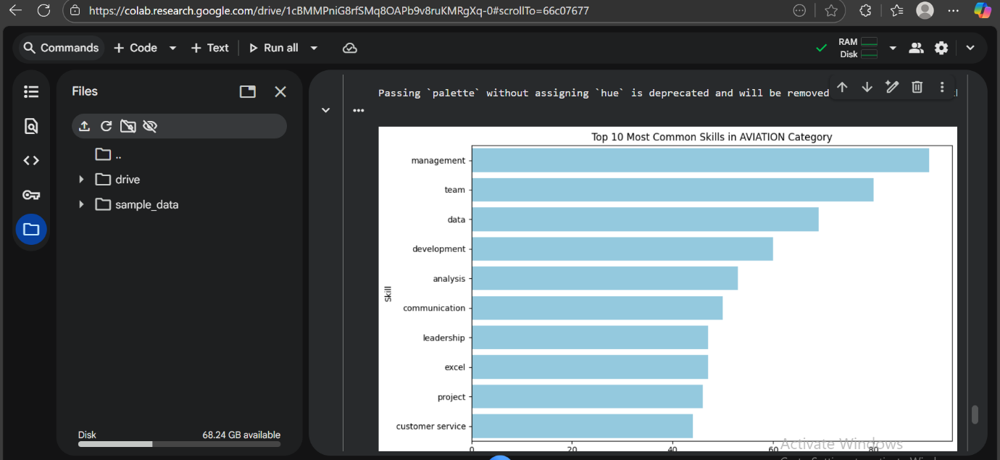 https://colab.research.google.com/drive/1cBMMPniG8rfSMq8OAPb9v8ruKMRgXq-0#scrollTo=66c07677
Commands
+ Code
+ Text
Run all
RAM
Disk
Files
..
drive
sample_data
Disk
68.24 GB available
Passing `palette` without assigning `hue` is deprecated and will be removed
Top 10 Most Common Skills in AVIATION Category
Skill
management
team
data
development
analysis
communication
leadership
excel
project
customer service
0 20 40 60 80
Activate Windows